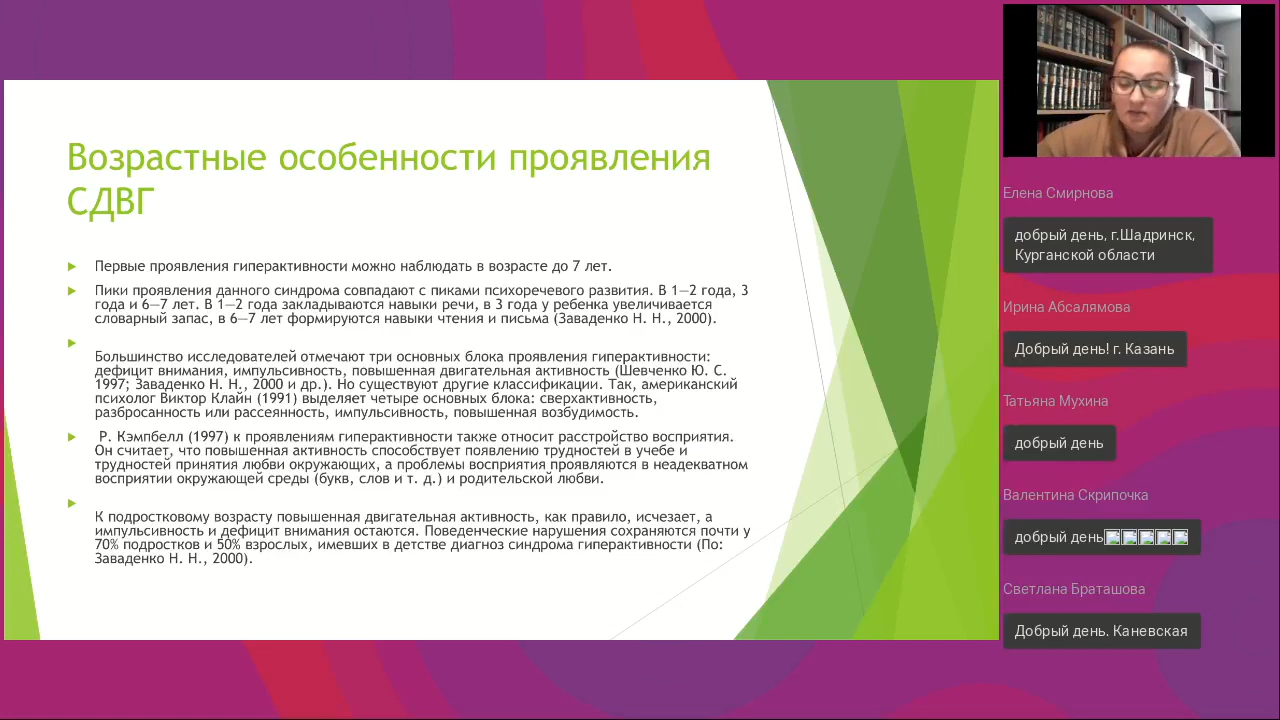 Возрастные особенности проявления
СДВГ
Первые проявления гиперактивности можно наблюдать в возрасте до 7 лет.
Пики проявления данного синдрома совпадают с пиками психоречевого развития. В 1—2 года, 3
года и 6—7 лет. В 1—2 года закладываются навыки речи, в 3 года у ребенка увеличивается
словарный запас, в 6—7 лет формируются навыки чтения и письма (Заваденко Н. Н., 2000).
Большинство исследователей отмечают три основных блока проявления гиперактивности:
дефицит внимания, импульсивность, повышенная двигательная активность (Шевченко Ю. С.
1997; Заваденко Н. Н., 2000 и др.). Но существуют другие классификации. Так, американский
психолог Виктор Клайн (1991) выделяет четыре основных блока: сверхактивность,
разбросанность или рассеянность, импульсивность, повышенная возбудимость.
Р. Кэмпбелл (1997) к проявлениям гиперактивности также относит расстройство восприятия.
Он считает, что повышенная активность способствует появлению трудностей в учебе и
трудностей принятия любви окружающих, а проблемы восприятия проявляются в неадекватном
восприятии окружающей среды (букв, слов и т. д.) и родительской любви.
К подростковому возрасту повышенная двигательная активность, как правило, исчезает, а
импульсивность и дефицит внимания остаются. Поведенческие нарушения сохраняются почти у
70% подростков и 50% взрослых, имевших в детстве диагноз синдрома гиперактивности (По:
Заваденко Н. Н., 2000).
Елена Смирнова
добрый день, г.Шадринск,
Курганской области
Ирина Абсалямова
Добрый день! г. Казань
Татьяна Мухина
добрый день
Валентина Скрипочка
добрый день
Светлана Браташова
Добрый день. Каневская